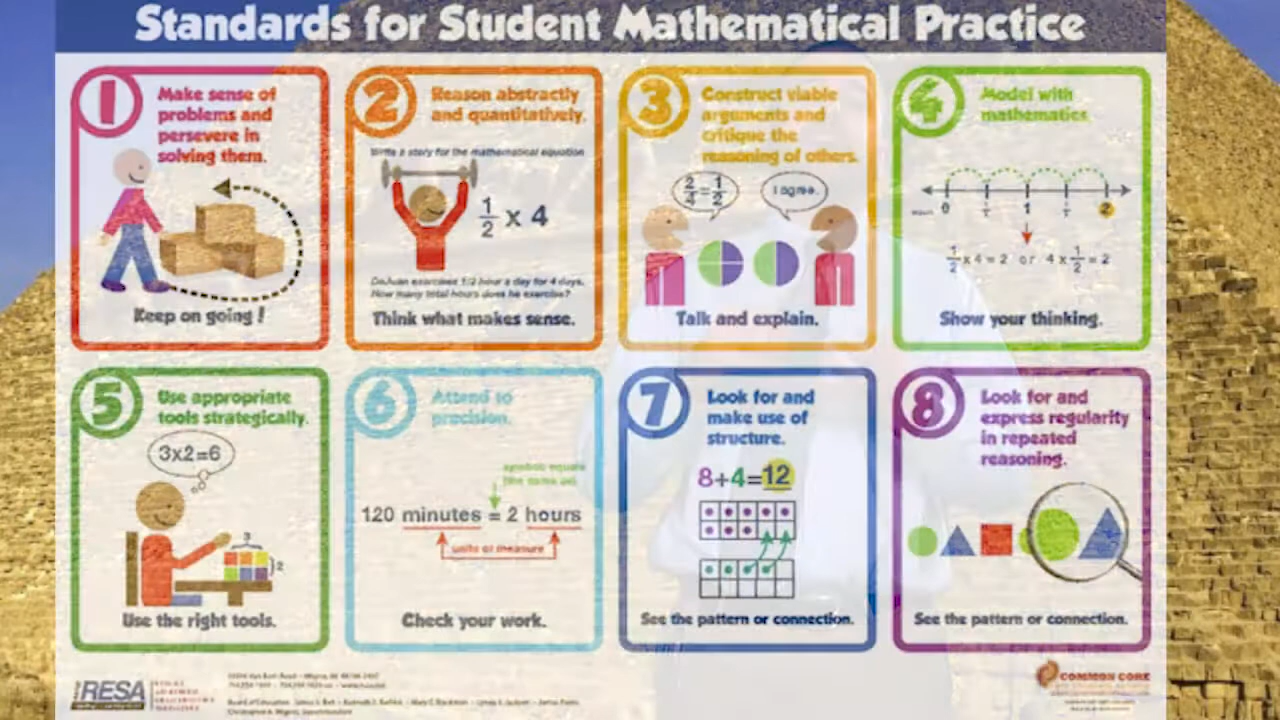 Standards for Student Mathematical Practice
1
Make sense of
problems and
persevere in
solving them.
Keep on going!
2
Reason abstractly
and quantitatively.
Write a story for the mathematical equation
1/2 x 4
DeJuan exercises 1/2 hour a day for 4 days.
How many total hours does he exercise?
Think what makes sense.
3
Construct viable
arguments and
critique the
reasoning of others.
2/4=1/2
I agree.
Talk and explain.
4
Model with
mathematics
0 1 2
1/2 x 4 = 2 or 4 x 1/2 = 2
Show your thinking.
5
Use appropriate
tools strategically.
3x2=6
3
2
Use the right tools.
6
Attend to
precision.
symbol: equals
(the same as)
120 minutes = 2 hours
units of measure
Check your work.
7
Look for and
make use of
structure.
8+4=12
See the pattern or connection.
8
Look for and
express regularity
in repeated
reasoning.
See the pattern or connection.
RESA
COMMON CORE